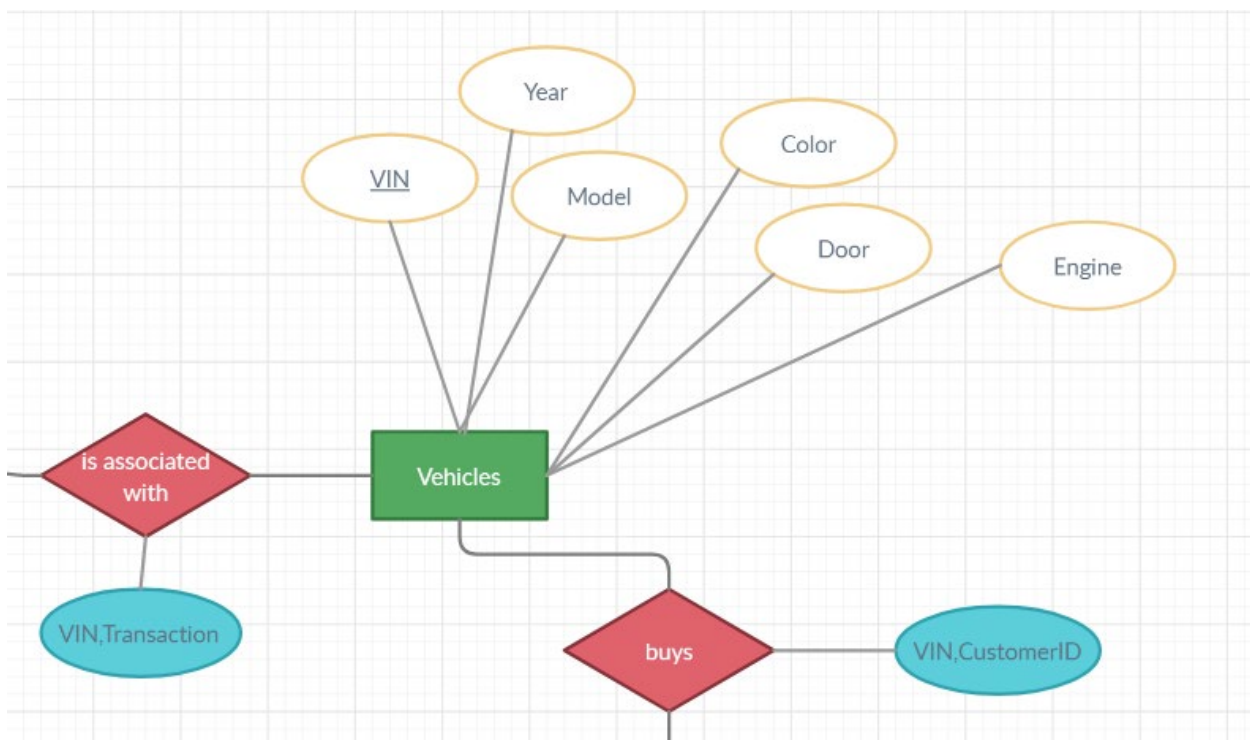 Year
Color
VIN
Model
Door
Engine
is associated
with
Vehicles
VIN,Transaction
buys
VIN,CustomerID